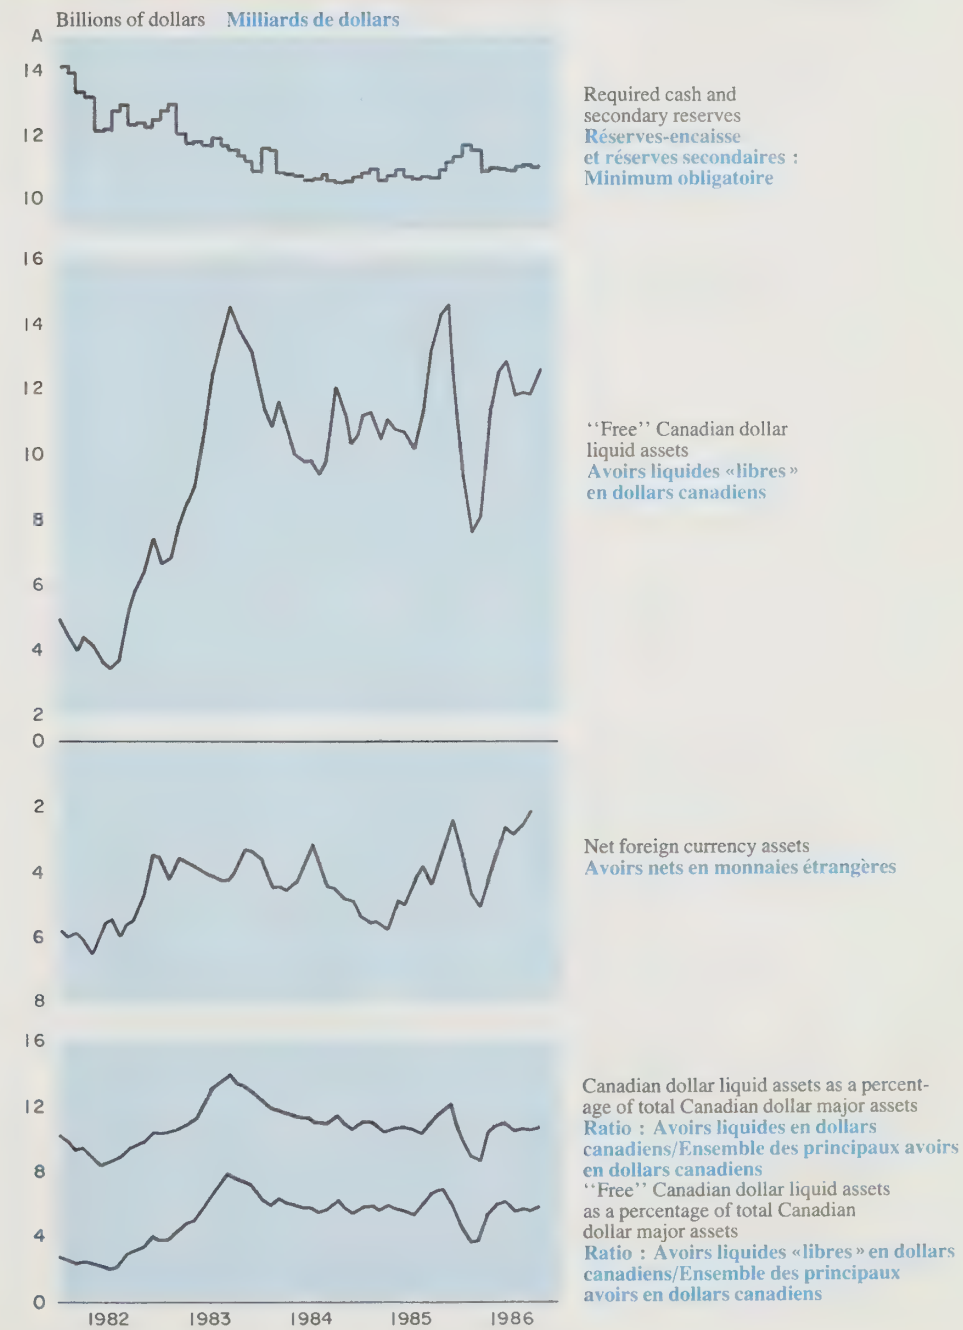 Billions of dollars Milliards de dollars
A
14
12
10
Required cash and
secondary reserves
Réserves-encaisse
et réserves secondaires :
Minimum obligatoire
16
14
12
10
8
6
4
2
0
"Free" Canadian dollar
liquid assets
Avoirs liquides «libres»
en dollars canadiens
2
4
6
8
Net foreign currency assets
Avoirs nets en monnaies étrangères
16
12
8
4
0
Canadian dollar liquid assets as a percent-
age of total Canadian dollar major assets
Ratio : Avoirs liquides en dollars
canadiens/Ensemble des principaux avoirs
en dollars canadiens
"Free" Canadian dollar liquid assets
as a percentage of total Canadian
dollar major assets
Ratio : Avoirs liquides «libres» en dollars
canadiens/Ensemble des principaux
avoirs en dollars canadiens
1982 1983 1984 1985 1986